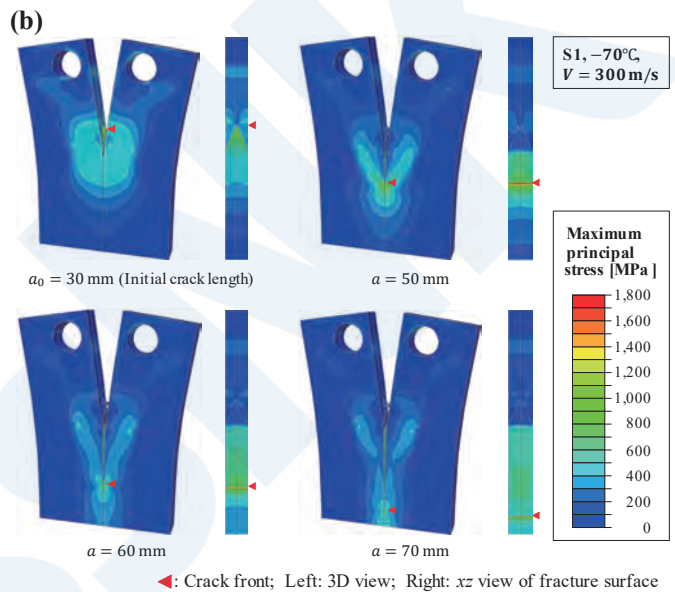 (b)
S1, −70℃,
V = 300 m/s
a₀ = 30 mm (Initial crack length)
a = 50 mm
Maximum
principal
stress [MPa]
1,800
1,600
1,400
1,200
1,000
800
600
400
200
0
a = 60 mm
a = 70 mm
◀: Crack front; Left: 3D view; Right: xz view of fracture surface